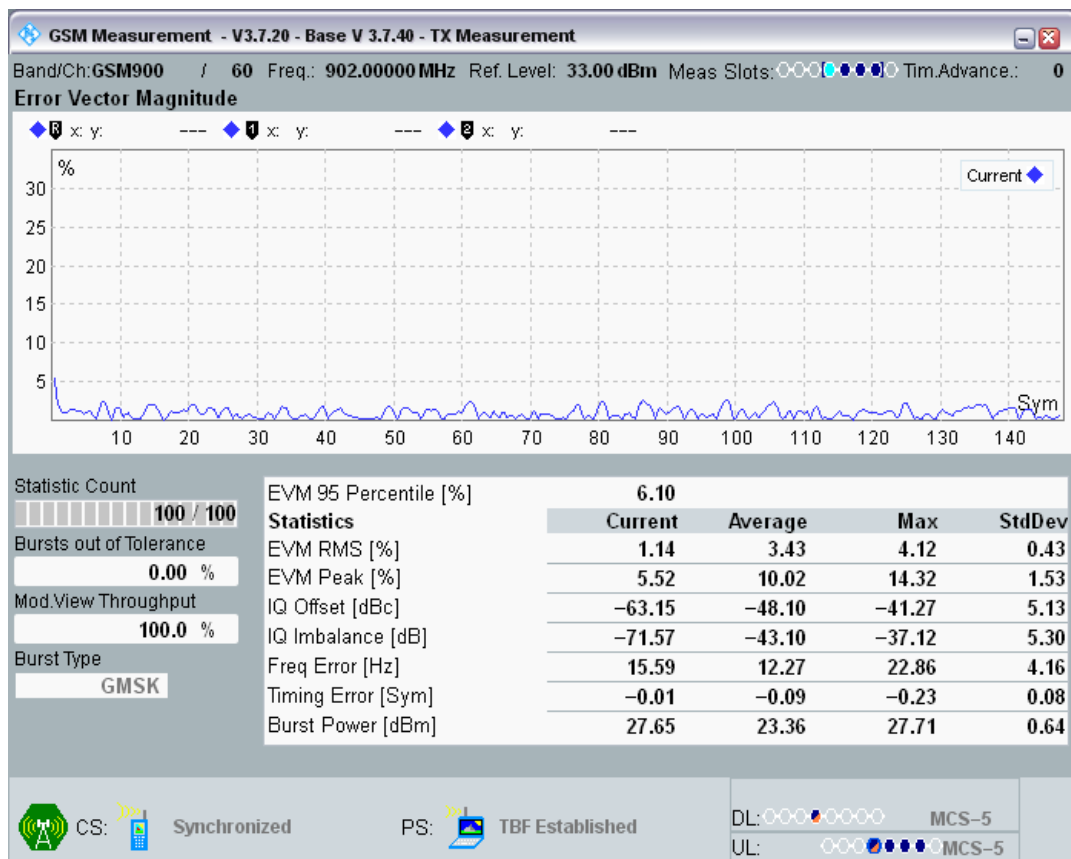 GSM Measurement - V3.7.20 - Base V 3.7.40 - TX Measurement
Band/Ch:GSM900 / 60 Freq.: 902.00000 MHz Ref. Level: 33.00 dBm Meas Slots: Tim.Advance.: 0
Error Vector Magnitude
R x: y: --- 1 x: y: --- 2 x: y: ---
%
Current
30
25
20
15
10
5
Sym
10 20 30 40 50 60 70 80 90 100 110 120 130 140
Statistic Count
100 / 100
Bursts out of Tolerance
0.00 %
Mod.View Throughput
100.0 %
Burst Type
GMSK
EVM 95 Percentile [%] 6.10
Statistics Current Average Max StdDev
EVM RMS [%] 1.14 3.43 4.12 0.43
EVM Peak [%] 5.52 10.02 14.32 1.53
IQ Offset [dBc] −63.15 −48.10 −41.27 5.13
IQ Imbalance [dB] −71.57 −43.10 −37.12 5.30
Freq Error [Hz] 15.59 12.27 22.86 4.16
Timing Error [Sym] −0.01 −0.09 −0.23 0.08
Burst Power [dBm] 27.65 23.36 27.71 0.64
CS: Synchronized PS: TBF Established
DL: MCS−5
UL: MCS−5